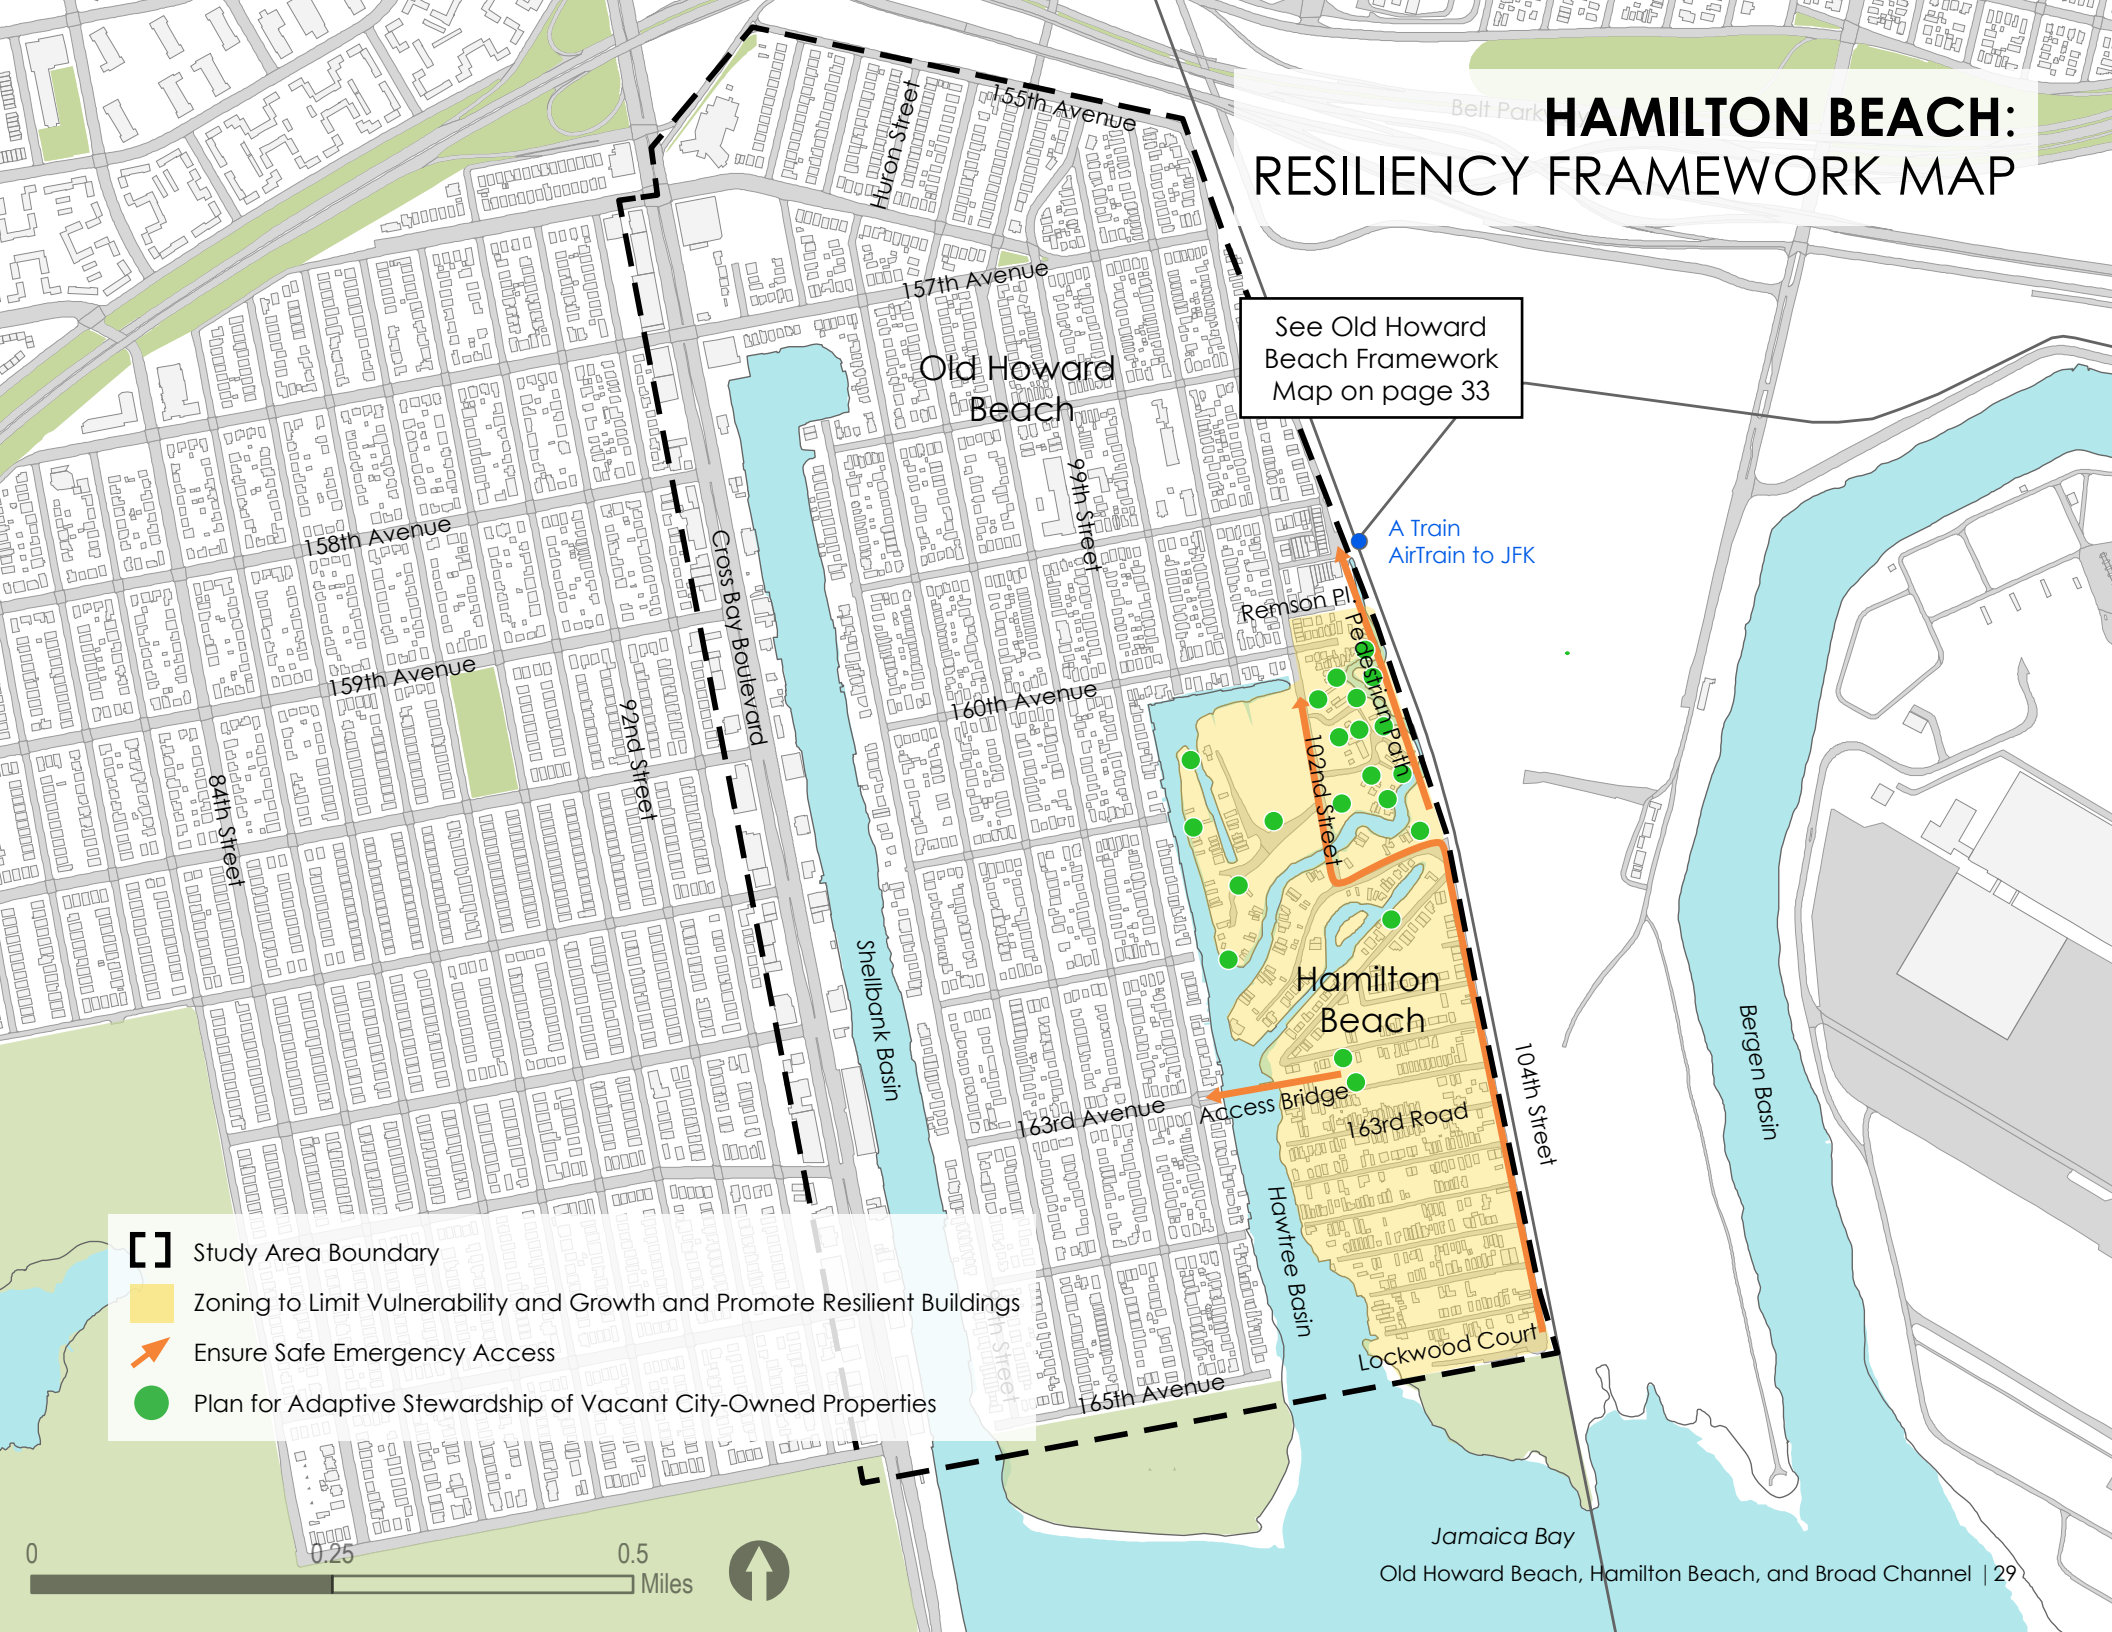 Belt Parkway
HAMILTON BEACH:
RESILIENCY FRAMEWORK MAP
155th Avenue
Huron Street
157th Avenue
See Old Howard
Beach Framework
Map on page 33
Old Howard
Beach
99th Street
A Train
AirTrain to JFK
158th Avenue
Cross Bay Boulevard
Remson Pl.
Pedestrian Path
159th Avenue
160th Avenue
92nd Street
102nd Street
84th Street
Shellbank Basin
Hamilton
Beach
Bergen Basin
104th Street
163rd Avenue
Access Bridge
163rd Road
Hawtree Basin
Study Area Boundary
Zoning to Limit Vulnerability and Growth and Promote Resilient Buildings
Ensure Safe Emergency Access
Plan for Adaptive Stewardship of Vacant City-Owned Properties
Street
Lockwood Court
165th Avenue
0
0.25
0.5
Miles
Jamaica Bay
Old Howard Beach, Hamilton Beach, and Broad Channel | 29